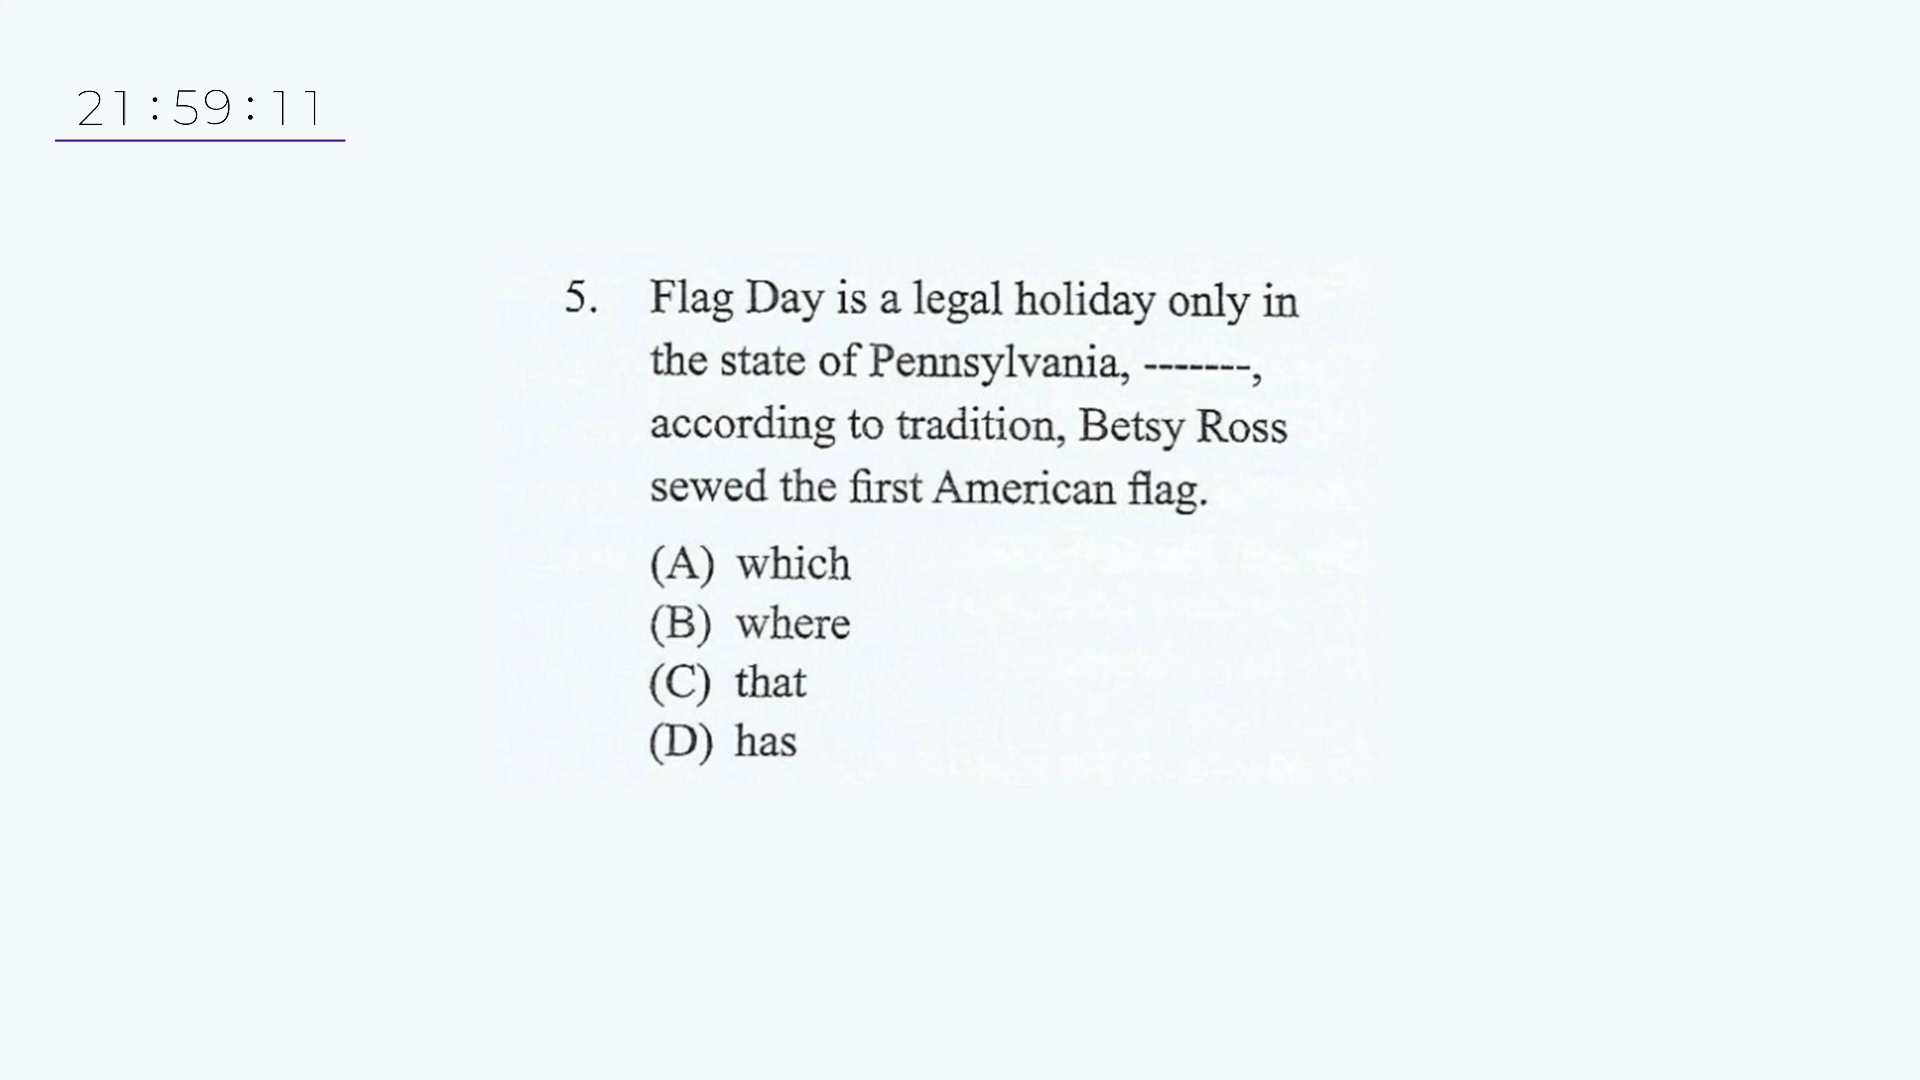 21:59:11
5. Flag Day is a legal holiday only in
the state of Pennsylvania, -------,
according to tradition, Betsy Ross
sewed the first American flag.
(A) which
(B) where
(C) that
(D) has